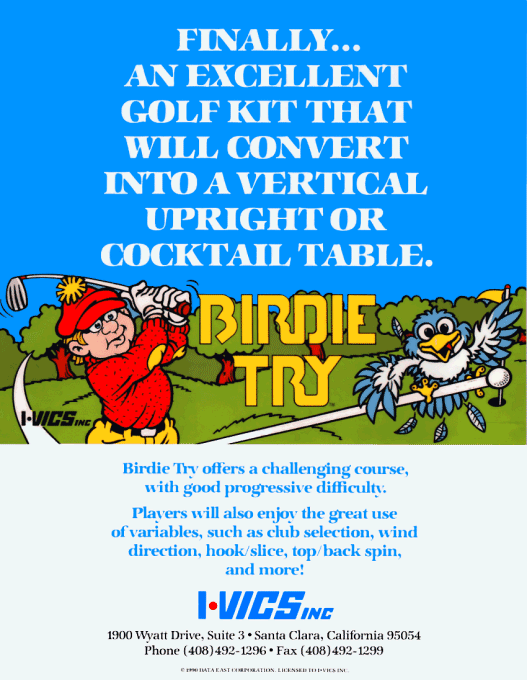 FINALLY...
AN EXCELLENT
GOLF KIT THAT
WILL CONVERT
INTO A VERTICAL
UPRIGHT OR
COCKTAIL TABLE.
BIRDIE
TRY
I•VICS INC
Birdie Try offers a challenging course,
with good progressive difficulty.
Players will also enjoy the great use
of variables, such as club selection, wind
direction, hook/slice, top/back spin,
and more!
I•VICS INC
1900 Wyatt Drive, Suite 3 • Santa Clara, California 95054
Phone (408)492-1296 • Fax (408)492-1299
© 1990 DATA EAST CORPORATION. LICENSED TO I•VICS INC.